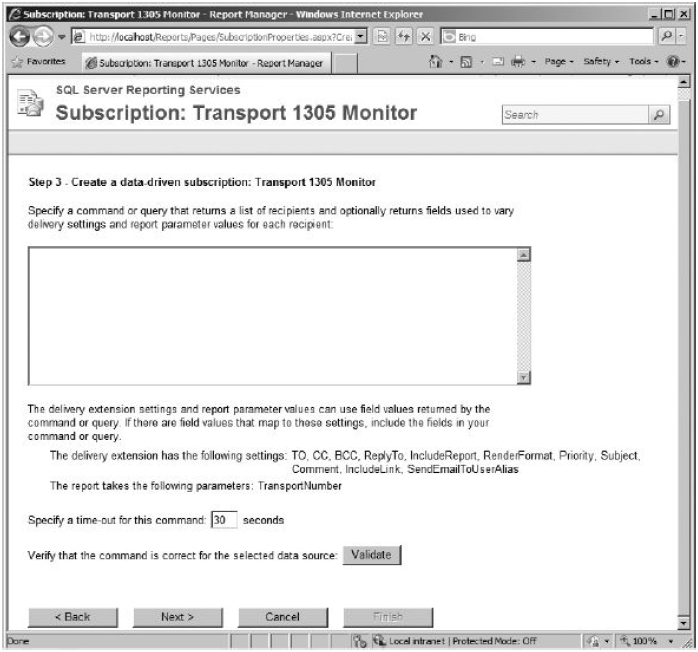 Subscription: Transport 1305 Monitor - Report Manager - Windows Internet Explorer
http://localhost/Reports/Pages/SubscriptionProperties.aspx?Crea
Bing
Favorites
Subscription: Transport 1305 Monitor - Report Manager
Page
Safety
Tools
SQL Server Reporting Services
Subscription: Transport 1305 Monitor
Search
Step 3 - Create a data-driven subscription: Transport 1305 Monitor
Specify a command or query that returns a list of recipients and optionally returns fields used to vary
delivery settings and report parameter values for each recipient:
The delivery extension settings and report parameter values can use field values returned by the
command or query. If there are field values that map to these settings, include the fields in your
command or query.
The delivery extension has the following settings: TO, CC, BCC, ReplyTo, IncludeReport, RenderFormat, Priority, Subject,
Comment, IncludeLink, SendEmailToUserAlias
The report takes the following parameters: TransportNumber
Specify a time-out for this command: 30 seconds
Verify that the command is correct for the selected data source: Validate
< Back Next > Cancel Finish
Done Local intranet | Protected Mode: Off 100%